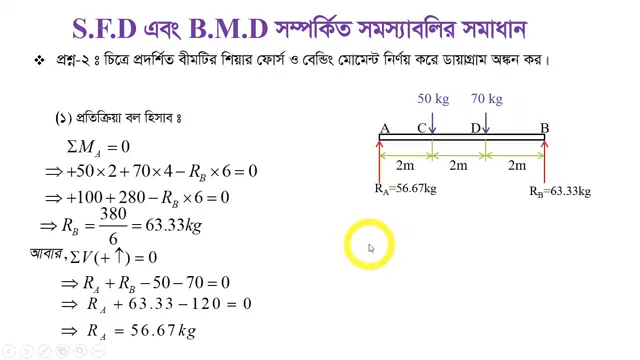 S.F.D এবং B.M.D সম্পর্কিত সমস্যাবলির সমাধান
❖ প্রশ্ন-২ : চিত্রে প্রদর্শিত বীমটির শিয়ার ফোর্স ও বেন্ডিং মোমেন্ট নির্ণয় করে ডায়াগ্রাম অঙ্কন কর।
(১) প্রতিক্রিয়া বল হিসাব :
ΣM_A = 0
⇒ +50×2+70×4−R_B×6=0
⇒ +100+280−R_B×6=0
⇒ R_B = 380/6 = 63.33kg
আবার, ΣV(+↑)=0
⇒ R_A+R_B−50−70=0
⇒ R_A+63.33−120=0
⇒ R_A=56.67kg
50 kg 70 kg
A C D B
2m 2m 2m
R_A=56.67kg R_B=63.33kg